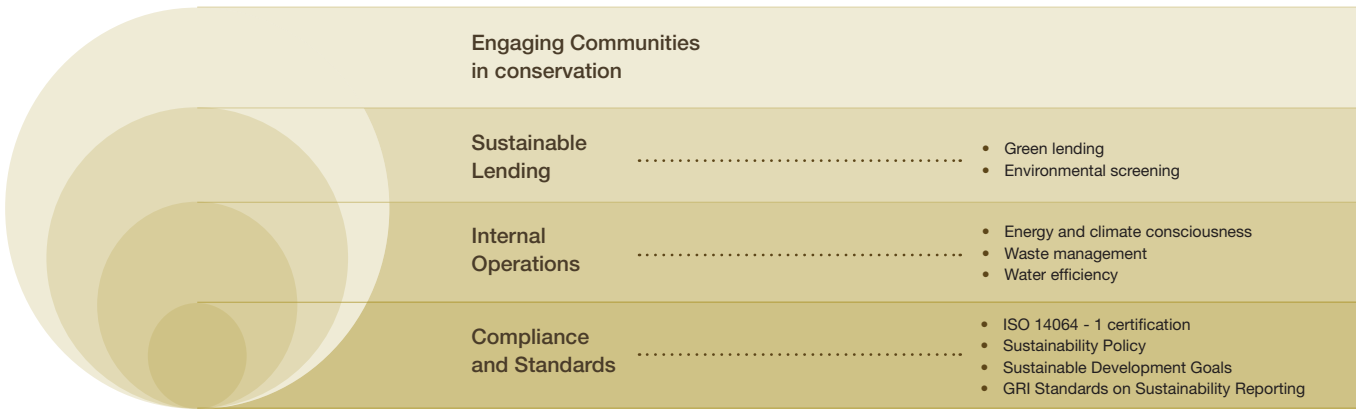 Engaging Communities
in conservation
Sustainable
Lending
• Green lending
• Environmental screening
Internal
Operations
• Energy and climate consciousness
• Waste management
• Water efficiency
Compliance
and Standards
• ISO 14064 - 1 certification
• Sustainability Policy
• Sustainable Development Goals
• GRI Standards on Sustainability Reporting